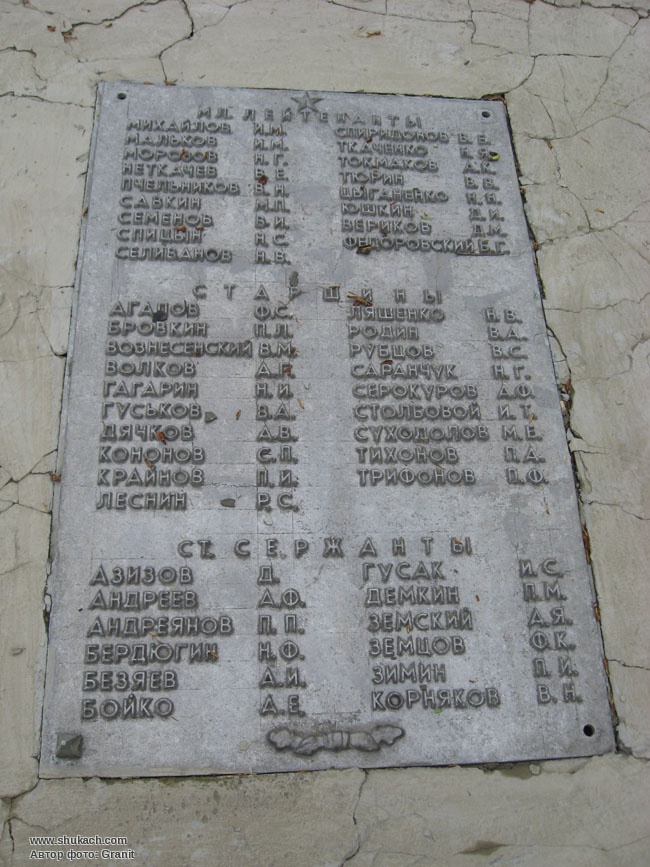 МЛ. ЛЕЙТЕНАНТЫ
МИХАЙЛОВ И.М. СПИРИДОНОВ Б.Б.
МАЛЬКОВ И.М. ТКАЧЕНКО
МОРОЗОВ Н.Г. ТОКМАКОВ А.К.
НЕТКАЧЕВ В.Е. ТЮРИН В.В.
ПЧЕЛЬНИКОВ В.Н. ЦЫГАНЕНКО
САВКИН М.П. ЮШКИН Д.И.
СЕМЕНОВ В.И. ВЕРИКОВ Д.М.
СПИЦЫН Н.С. ФЕДОРОВСКИЙ Е.Г.
СЕЛИВАНОВ Н.В.
СТАРШИНЫ
АГАПОВ Ф.С. ЛЯШЕНКО Н.В.
БРОВКИН П.Л. РОДИН В.А.
ВОЗНЕСЕНСКИЙ В.М. РУБЦОВ В.С.
ВОЛКОВ САРАНЧУК Н.Г.
ГАГАРИН Н.И. СЕРОКУРОВ А.Ф.
ГУСЬКОВ В.А. СТОЛБОВОЙ И.Т.
ДЯЧКОВ А.В. СУХОДОЛОВ М.Е.
КОНОНОВ С.П. ТИХОНОВ П.А.
КРАЙНОВ П.И. ТРИФОНОВ П.Ф.
ЛЕСНИН Р.С.
СТ. СЕРЖАНТЫ
АЗИЗОВ Д. ГУСАК И.С.
АНДРЕЕВ А.Ф. ДЕМКИН П.М.
АНДРЕЯНОВ П.П. ЗЕМСКИЙ А.Я.
БЕРДЮГИН Н.Ф. ЗЕМЦОВ Ф.К.
БЕЗЯЕВ А.И. ЗИМИН П.И.
БОЙКО А.Е. КОРНЯКОВ В.Н.
www.shukach.com
Автор фото: Granit